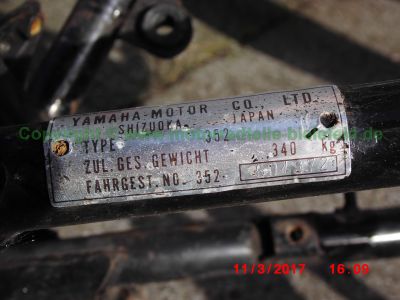 YAMAHA-MOTOR CO., LTD.
SHIZUOKA JAPAN
TYPE 352
ZUL. GES. GEWICHT 340 Kg
FAHRGEST. NO. 352-
11/3/2017 16:09